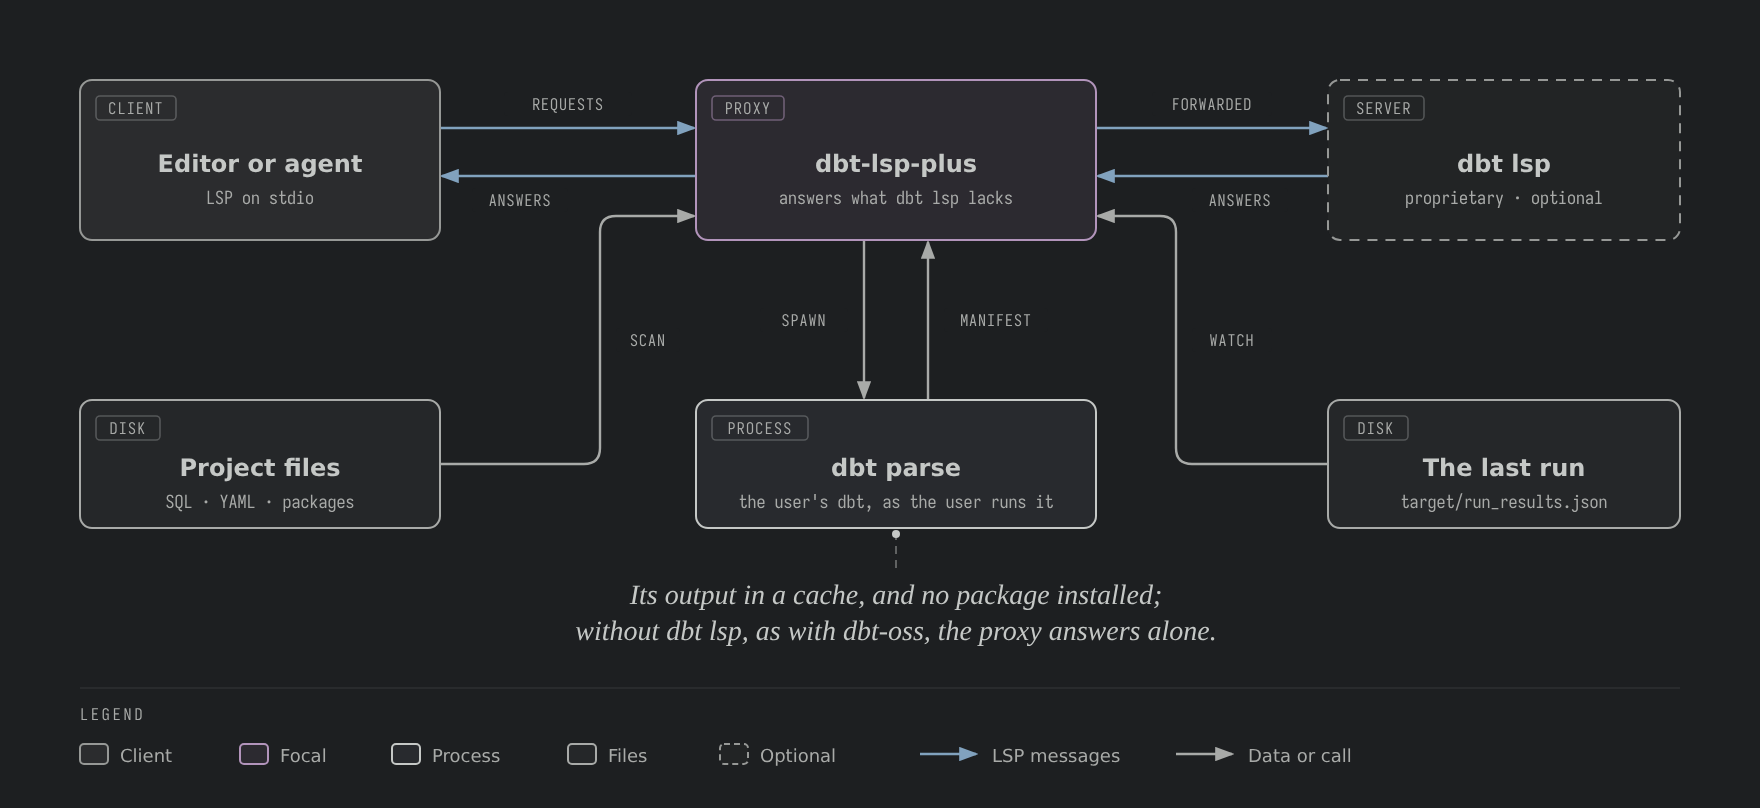 CLIENT
Editor or agent
LSP on stdio
REQUESTS
ANSWERS
PROXY
dbt-lsp-plus
answers what dbt lsp lacks
FORWARDED
ANSWERS
SERVER
dbt lsp
proprietary · optional
SCAN
SPAWN
MANIFEST
WATCH
DISK
Project files
SQL · YAML · packages
PROCESS
dbt parse
the user's dbt, as the user runs it
DISK
The last run
target/run_results.json
Its output in a cache, and no package installed;
without dbt lsp, as with dbt-oss, the proxy answers alone.
LEGEND
Client
Focal
Process
Files
Optional
LSP messages
Data or call